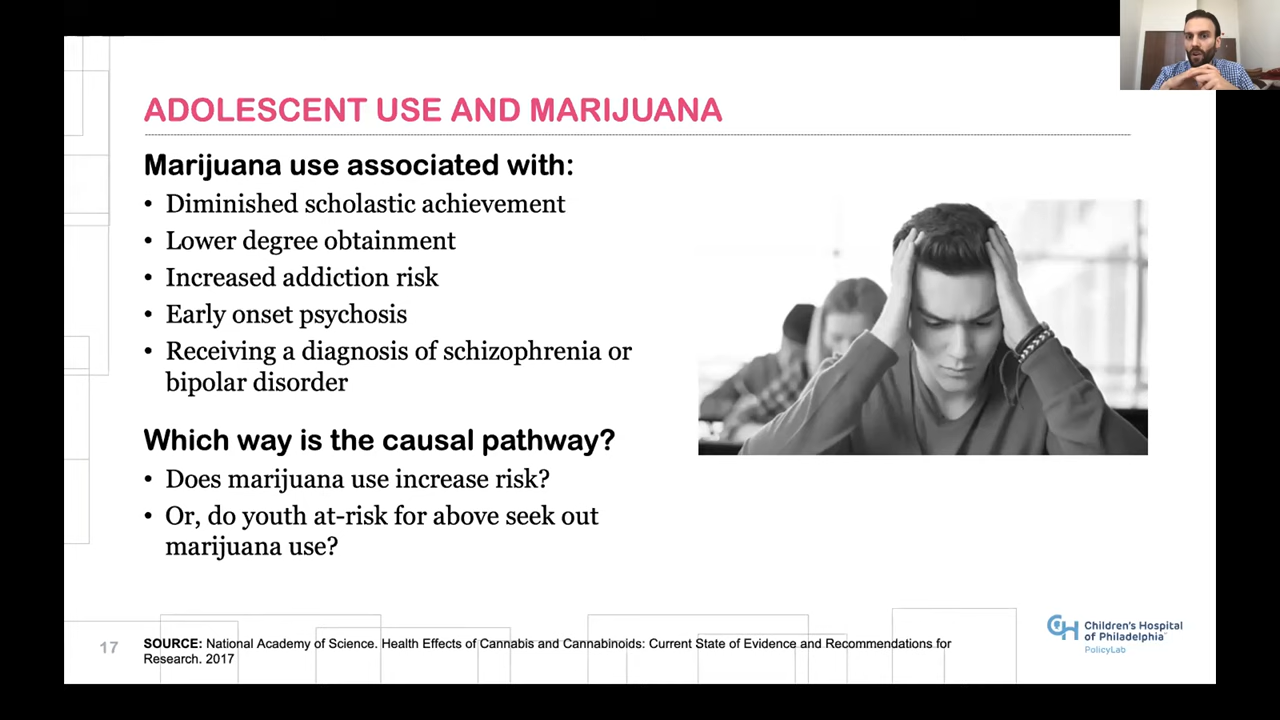 ADOLESCENT USE AND MARIJUANA
Marijuana use associated with:
• Diminished scholastic achievement
• Lower degree obtainment
• Increased addiction risk
• Early onset psychosis
• Receiving a diagnosis of schizophrenia or
bipolar disorder
Which way is the causal pathway?
• Does marijuana use increase risk?
• Or, do youth at-risk for above seek out
marijuana use?
17
SOURCE: National Academy of Science. Health Effects of Cannabis and Cannabinoids: Current State of Evidence and Recommendations for
Research. 2017
Children's Hospital
of Philadelphia
PolicyLab